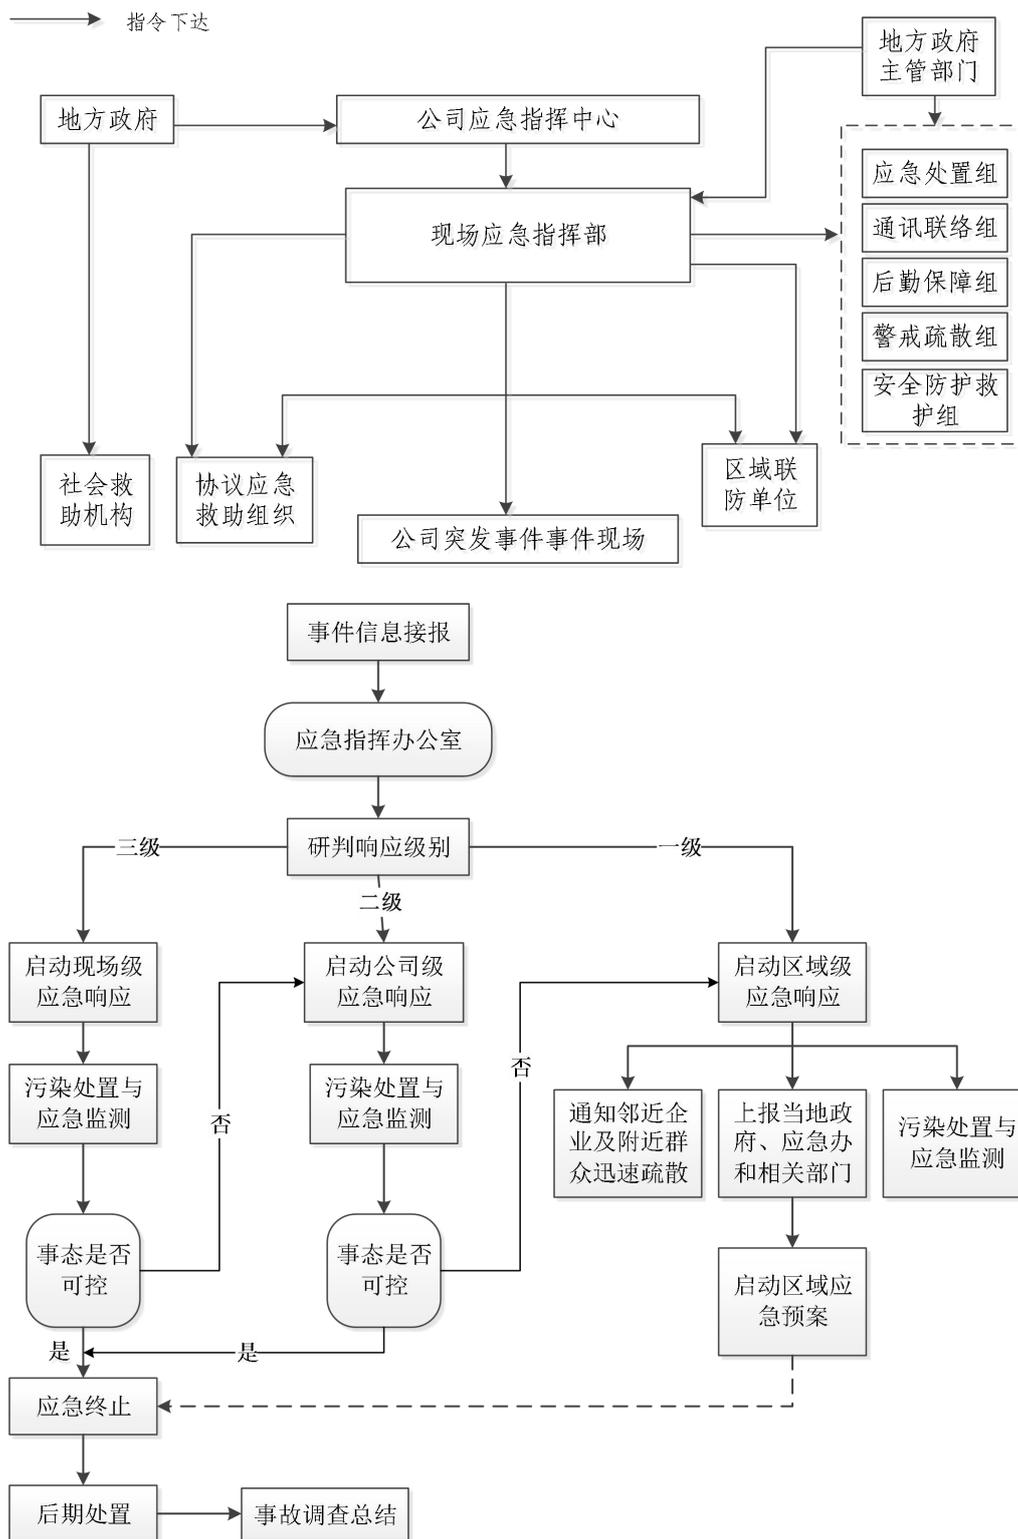 指令下达
地方政府
主管部门
地方政府
公司应急指挥中心
应急处置组
现场应急指挥部
通讯联络组
后勤保障组
警戒疏散组
安全防护救
护组
社会救
助机构
协议应急
救助组织
区域联
防单位
公司突发事件事件现场
事件信息接报
应急指挥办公室
三级
研判响应级别
一级
二级
启动现场级
应急响应
启动公司级
应急响应
启动区域级
应急响应
否
否
污染处置与
应急监测
污染处置与
应急监测
通知邻近企
业及附近群
众迅速疏散
上报当地政
府、应急办
和相关部门
污染处置与
应急监测
事态是否
可控
事态是否
可控
启动区域应
急预案
是
是
应急终止
后期处置
事故调查总结